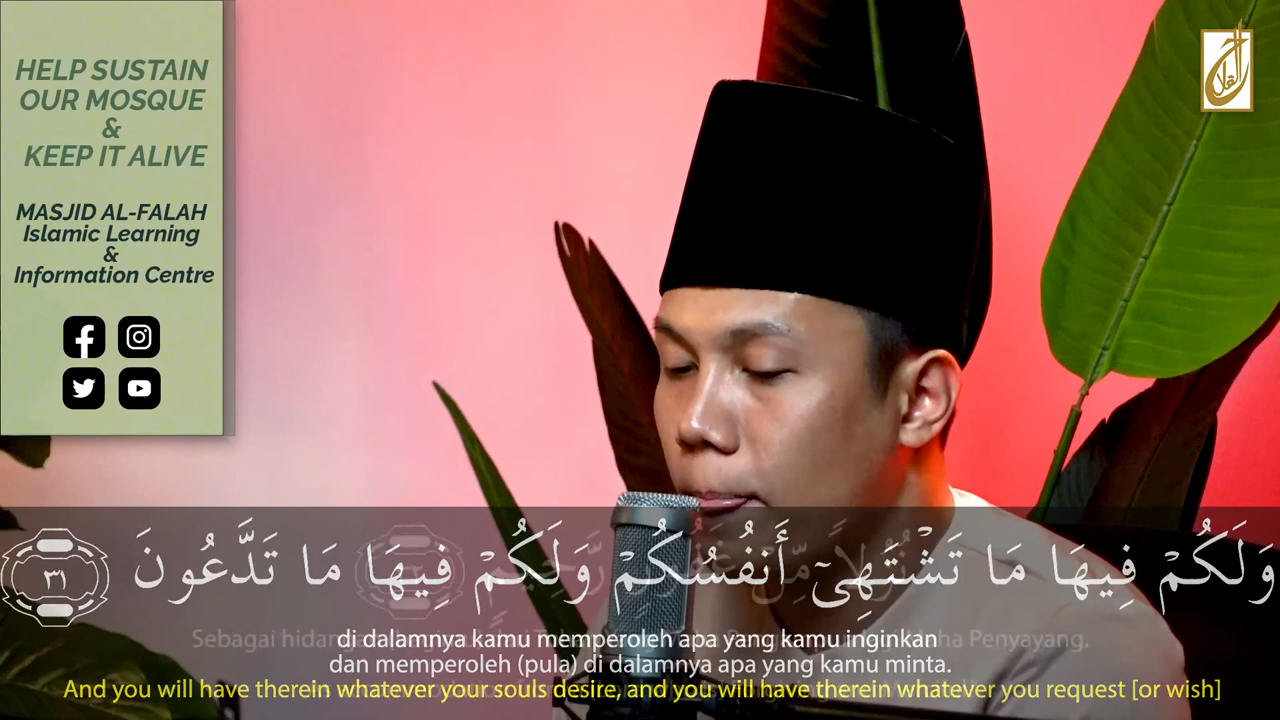 HELP SUSTAIN
OUR MOSQUE
&
KEEP IT ALIVE
MASJID AL-FALAH
Islamic Learning
&
Information Centre
الفلاح
وَلَكُمْ فِيهَا مَا تَشْتَهِىٓ أَنفُسُكُمْ وَلَكُمْ فِيهَا مَا تَدَّعُونَ ٣١
di dalamnya kamu memperoleh apa yang kamu inginkan
dan memperoleh (pula) di dalamnya apa yang kamu minta.
And you will have therein whatever your souls desire, and you will have therein whatever you request [or wish]